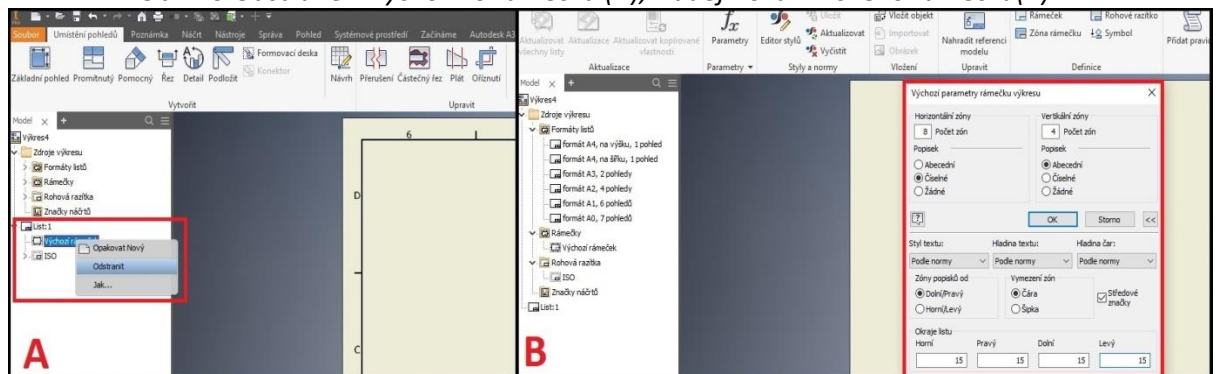 Soubor Umístění pohledů Poznámka Náčrt Nástroje Správa Pohled Systémové prostředí Začínáme Autodesk A3
Základní pohled Promítnutý Pomocný Řez Detail Podložit
Formovací deska
Konektor
Návrh Přerušení Částečný řez Plát Oříznutí
Vytvořit
Upravit
Model
Výkres4
Zdroje výkresu
Formáty listů
Rámečky
Rohová razítka
Značky náčrtů
List:1
Výchozí
ISO
Opakovat Nový
Odstranit
Jak...
6
D
C
A
Aktualizovat všechny listy
Aktualizace
Aktualizovat kopírované vlastnosti
Aktualizace
fx
Parametry
Parametry
Editor stylů
Uložit
Aktualizovat
Vyčistit
Styly a normy
Vložit objekt
Importovat
Obrázek
Vložení
Nahradit referenci modelu
Upravit
Rámeček
Rohové razítko
Zóna rámečku
Symbol
Definice
Přidat pravi
Model
Výkres4
Zdroje výkresu
Formáty listů
formát A4, na výšku, 1 pohled
formát A4, na šířku, 1 pohled
formát A3, 2 pohledy
formát A2, 4 pohledy
formát A1, 6 pohledů
formát A0, 7 pohledů
Rámečky
Výchozí rámeček
Rohová razítka
ISO
Značky náčrtů
List:1
B
Výchozí parametry rámečku výkresu
Horizontální zóny
8 Počet zón
Popisek
Abecední
Číselné
Žádné
Vertikální zóny
4 Počet zón
Popisek
Abecední
Číselné
Žádné
OK Storno <<
Styl textu: Hladina textu: Hladina čar:
Podle normy Podle normy Podle normy
Zóny popisků od
Dolní/Pravý
Horní/Levý
Vymezení zón
Čára
Špka
Středové značky
Okraje listu
Horní Pravý Dolní Levý
15 15 15 15